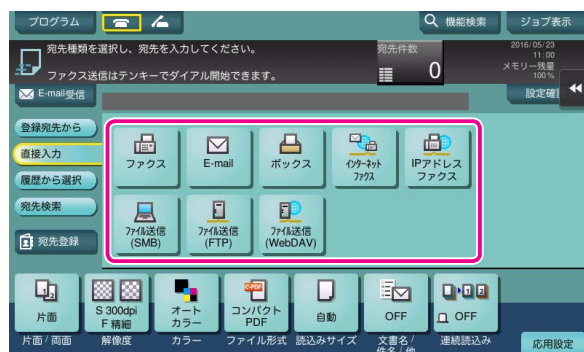 プログラム
機能検索
ジョブ表示
宛先種類を選択し、宛先を入力してください。
ファクス送信はテンキーでダイアル開始できます。
宛先件数
0
2016/05/23
11:00
メモリー残量
100%
E-mail受信
設定確
登録宛先から
直接入力
履歴から選択
宛先検索
宛先登録
ファクス
E-mail
ボックス
インターネット
ファクス
IPアドレス
ファクス
ファイル送信
(SMB)
ファイル送信
(FTP)
ファイル送信
(WebDAV)
片面
S 300dpi
F 精細
オート
カラー
コンパクト
PDF
自動
OFF
OFF
片面 / 両面
解像度
カラー
ファイル形式
読込みサイズ
文書名 /
件名 / 他
連続読込み
応用設定